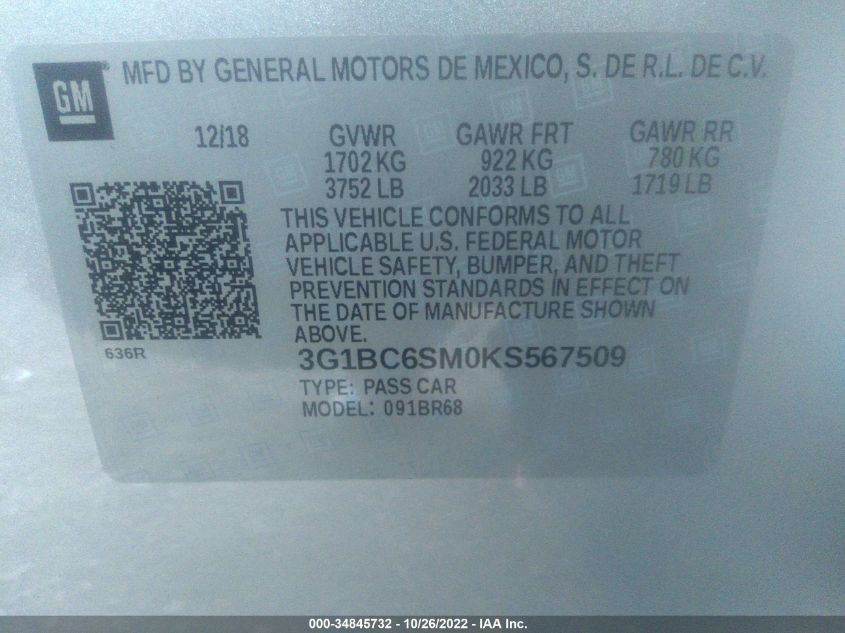 GM® MFD BY GENERAL MOTORS DE MEXICO, S. DE R.L. DE C.V.
12/18 GVWR GAWR FRT GAWR RR
1702 KG 922 KG 780 KG
3752 LB 2033 LB 1719 LB
THIS VEHICLE CONFORMS TO ALL
APPLICABLE U.S. FEDERAL MOTOR
VEHICLE SAFETY, BUMPER, AND THEFT
PREVENTION STANDARDS IN EFFECT ON
THE DATE OF MANUFACTURE SHOWN
ABOVE.
636R
3G1BC6SM0KS567509
TYPE: PASS CAR
MODEL: 091BR68
000-34845732 - 10/26/2022 - IAA Inc.